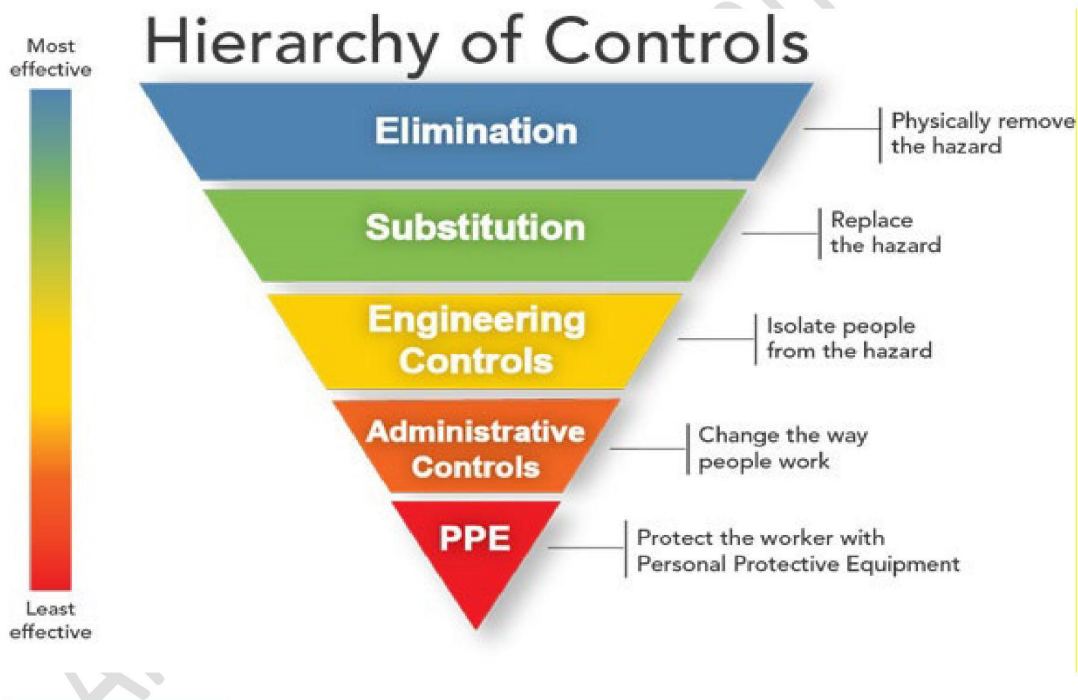 Hierarchy of Controls
Most
effective
Elimination
Physically remove
the hazard
Substitution
Replace
the hazard
Engineering
Controls
Isolate people
from the hazard
Administrative
Controls
Change the way
people work
PPE
Protect the worker with
Personal Protective Equipment
Least
effective